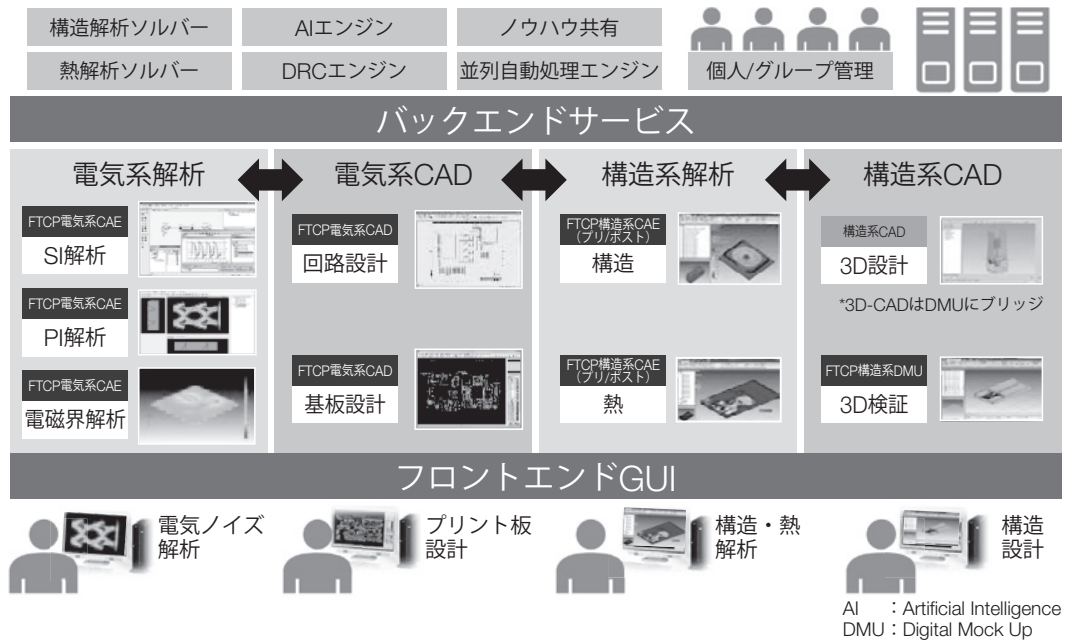 構造解析ソルバー
AIエンジン
ノウハウ共有
熱解析ソルバー
DRCエンジン
並列自動処理エンジン
個人/グループ管理
バックエンドサービス
電気系解析
電気系CAD
構造系解析
構造系CAD
FTCP電気系CAE
SI解析
FTCP電気系CAE
PI解析
FTCP電気系CAE
電磁界解析
FTCP電気系CAD
回路設計
FTCP電気系CAD
基板設計
FTCP構造系CAE
（プリ/ポスト）
構造
FTCP構造系CAE
（プリ/ポスト）
熱
構造系CAD
3D設計
*3D-CADはDMUにブリッジ
FTCP構造系DMU
3D検証
フロントエンドGUI
電気ノイズ
解析
プリント板
設計
構造・熱
解析
構造
設計
AI ：Artificial Intelligence
DMU：Digital Mock Up